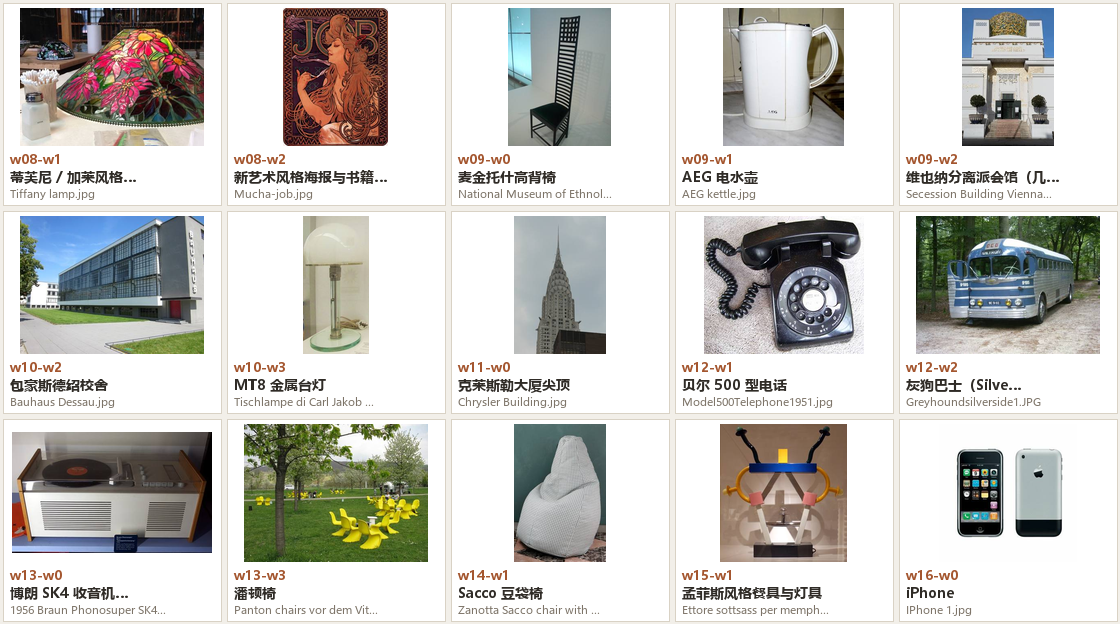 JOB
w08-w1
蒂芙尼 / 加莱风格...
Tiffany lamp.jpg
w08-w2
新艺术风格海报与书籍...
Mucha-job.jpg
w09-w0
麦金托什高背椅
National Museum of Ethnol...
w09-w1
AEG 电水壶
AEG kettle.jpg
w09-w2
维也纳分离派会馆（几...
Secession Building Vienna...
BAUHAUS
w10-w2
包豪斯德绍校舍
Bauhaus Dessau.jpg
w10-w3
MT8 金属台灯
Tischlampe di Carl Jakob ...
w11-w0
克莱斯勒大厦尖顶
Chrysler Building.jpg
w12-w1
贝尔 500 型电话
Model500Telephone1951.jpg
w12-w2
灰狗巴士（Silve...
Greyhoundsilverside1.JPG
w13-w0
博朗 SK4 收音机...
1956 Braun Phonosuper SK4...
w13-w3
潘顿椅
Panton chairs vor dem Vit...
w14-w1
Sacco 豆袋椅
Zanotta Sacco chair with ...
w15-w1
孟菲斯风格餐具与灯具
Ettore sottsass per memph...
w16-w0
iPhone
IPhone 1.jpg